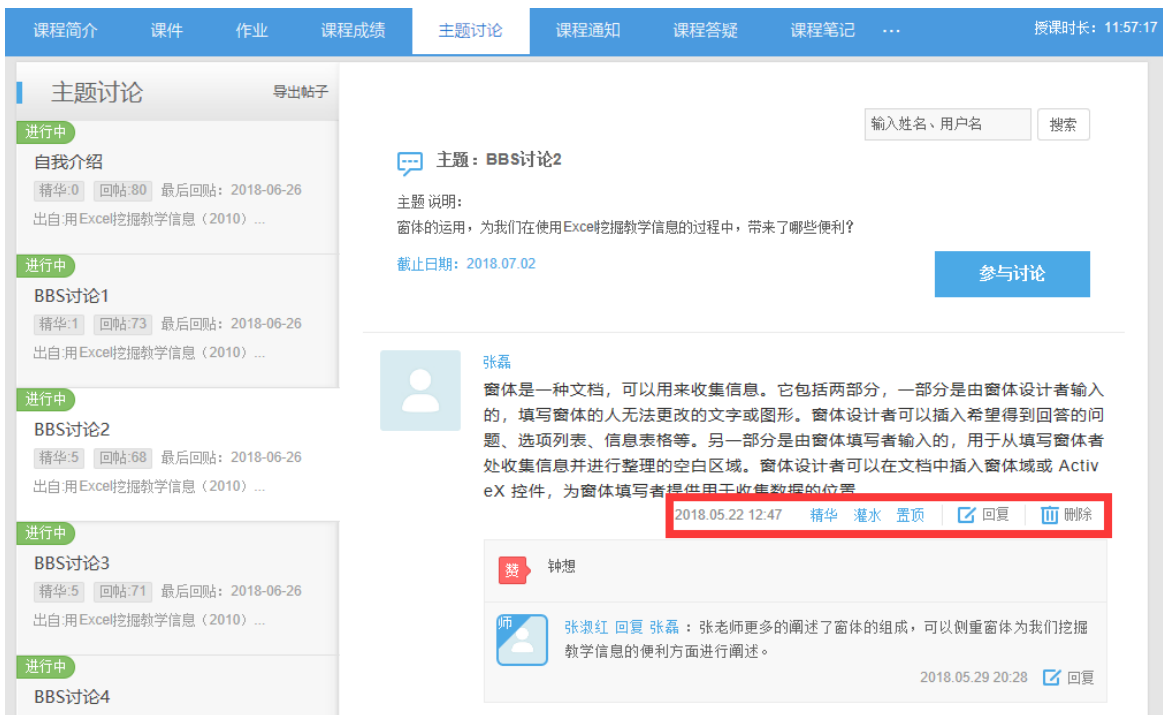 课程简介 课件 作业 课程成绩 主题讨论 课程通知 课程答疑 课程笔记 ... 授课时长：11:57:17
主题讨论 导出帖子
进行中
自我介绍
精华:0 回帖:80 最后回贴：2018-06-26
出自:用Excel挖掘教学信息（2010）...
进行中
BBS讨论1
精华:1 回帖:73 最后回贴：2018-06-26
出自:用Excel挖掘教学信息（2010）...
进行中
BBS讨论2
精华:5 回帖:68 最后回贴：2018-06-26
出自:用Excel挖掘教学信息（2010）...
进行中
BBS讨论3
精华:5 回帖:71 最后回贴：2018-06-26
出自:用Excel挖掘教学信息（2010）...
进行中
BBS讨论4
输入姓名、用户名 搜索
主题：BBS讨论2
主题说明：
窗体的运用，为我们在使用Excel挖掘教学信息的过程中，带来了哪些便利？
截止日期：2018.07.02
参与讨论
张磊
窗体是一种文档，可以用来收集信息。它包括两部分，一部分是由窗体设计者输入
的，填写窗体的人无法更改的文字或图形。窗体设计者可以插入希望得到回答的问
题、选项列表、信息表格等。另一部分是由窗体填写者输入的，用于从填写窗体者
处收集信息并进行整理的空白区域。窗体设计者可以在文档中插入窗体域或 Activ
eX 控件，为窗体填写者提供用于收集数据的位置
2018.05.22 12:47 精华 灌水 置顶 回复 删除
赞 钟想
师
张淑红 回复 张磊：张老师更多的阐述了窗体的组成，可以侧重窗体为我们挖掘
教学信息的便利方面进行阐述。
2018.05.29 20:28 回复